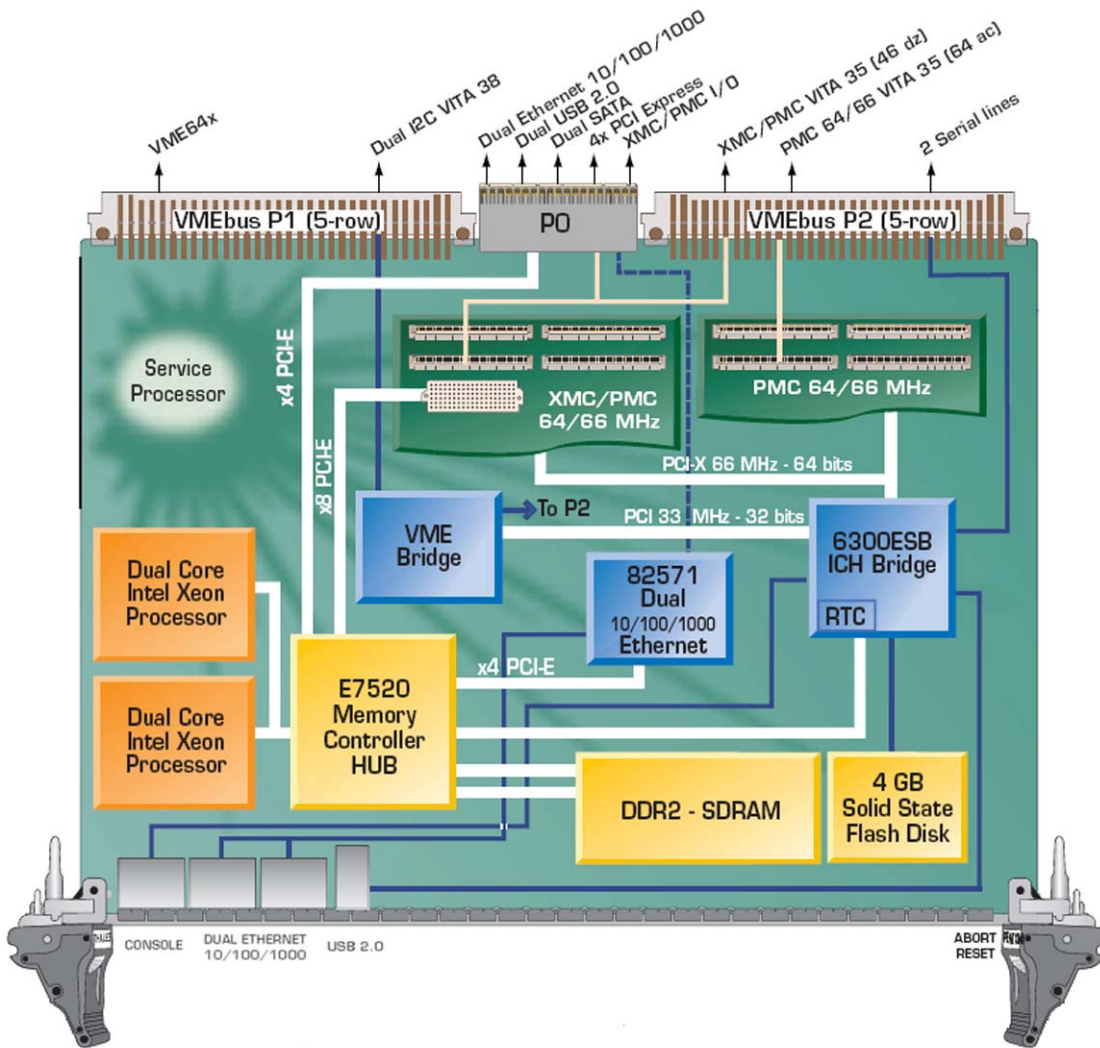 VME64x
Dual I2C VITA 38
Dual Ethernet 10/100/1000
Dual USB 2.0
Dual SATA
4x PCI Express
XMC/PMC I/O
XMC/PMC VITA 35 (46 dz)
PMC 64/66 VITA 35 (64 ac)
2 Serial lines
VMEbus P1 (5-row)
P0
VMEbus P2 (5-row)
Service
Processor
x4 PCI-E
x8 PCI-E
XMC/PMC
64/66 MHz
PMC 64/66 MHz
PCI-X 66 MHz - 64 bits
VME
Bridge
To P2
PCI 33 MHz - 32 bits
6300ESB
ICH Bridge
RTC
82571
Dual
10/100/1000
Ethernet
Dual Core
Intel Xeon
Processor
Dual Core
Intel Xeon
Processor
E7520
Memory
Controller
HUB
x4 PCI-E
DDR2 - SDRAM
4 GB
Solid State
Flash Disk
CONSOLE
DUAL ETHERNET
10/100/1000
USB 2.0
ABORT
RESET